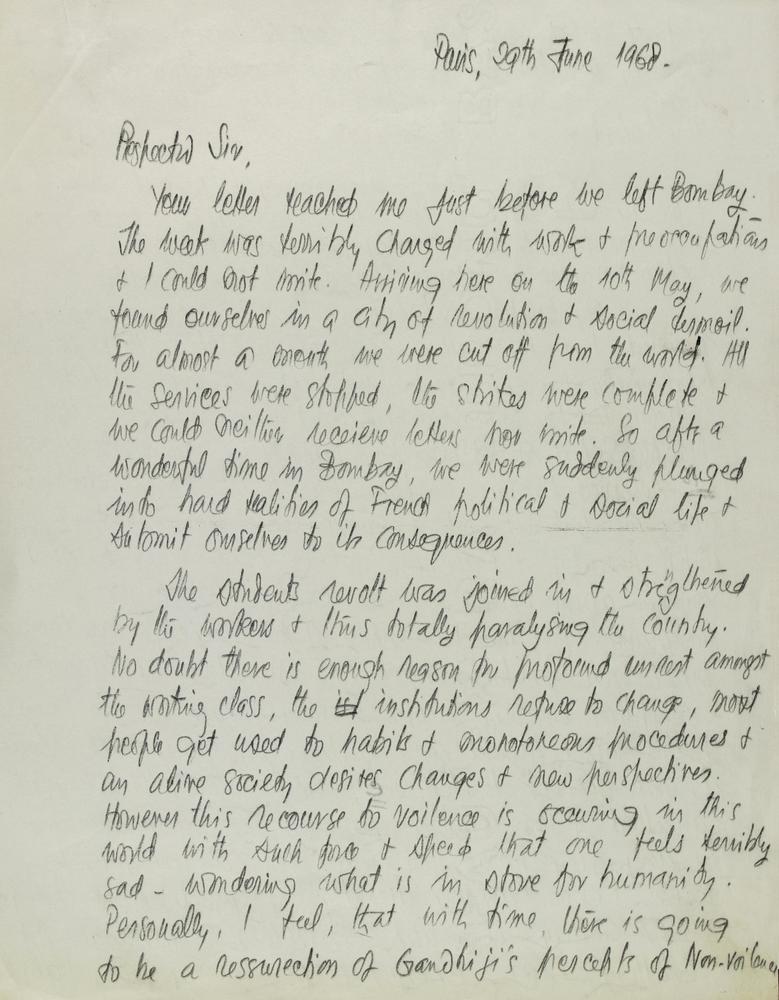 Paris, 29th June 1968.
Respected Sir,
Your letter reached me just before we left Bombay.
The week was terribly charged with work & preoccupations
& I could not write. Arriving here on the 10th May, we
found ourselves in a city of revolution & social turmoil.
For almost a month we were cut off from the world. All
the services were stopped, the strikes were complete &
we could neither receieve letters nor write. So after a
wonderful time in Bombay, we were suddenly plunged
into hard realities of French political & social life &
submit ourselves to its consequences.
The students revolt was joined in & strengthened
by the workers & thus totally paralysing the country.
No doubt there is enough reason for profound unrest amongst
the working class, the institutions refuse to change, most
people get used to habits & monotoneous procedures &
an alive society desires changes & new perspectives.
However this recourse to voilence is occuring in this
world with such force & speed that one feels terribly
sad - wondering what is in store for humanity.
Personally, I feel, that with time, there is going
to be a ressurection of Gandhiji's percepts of Non-voilence